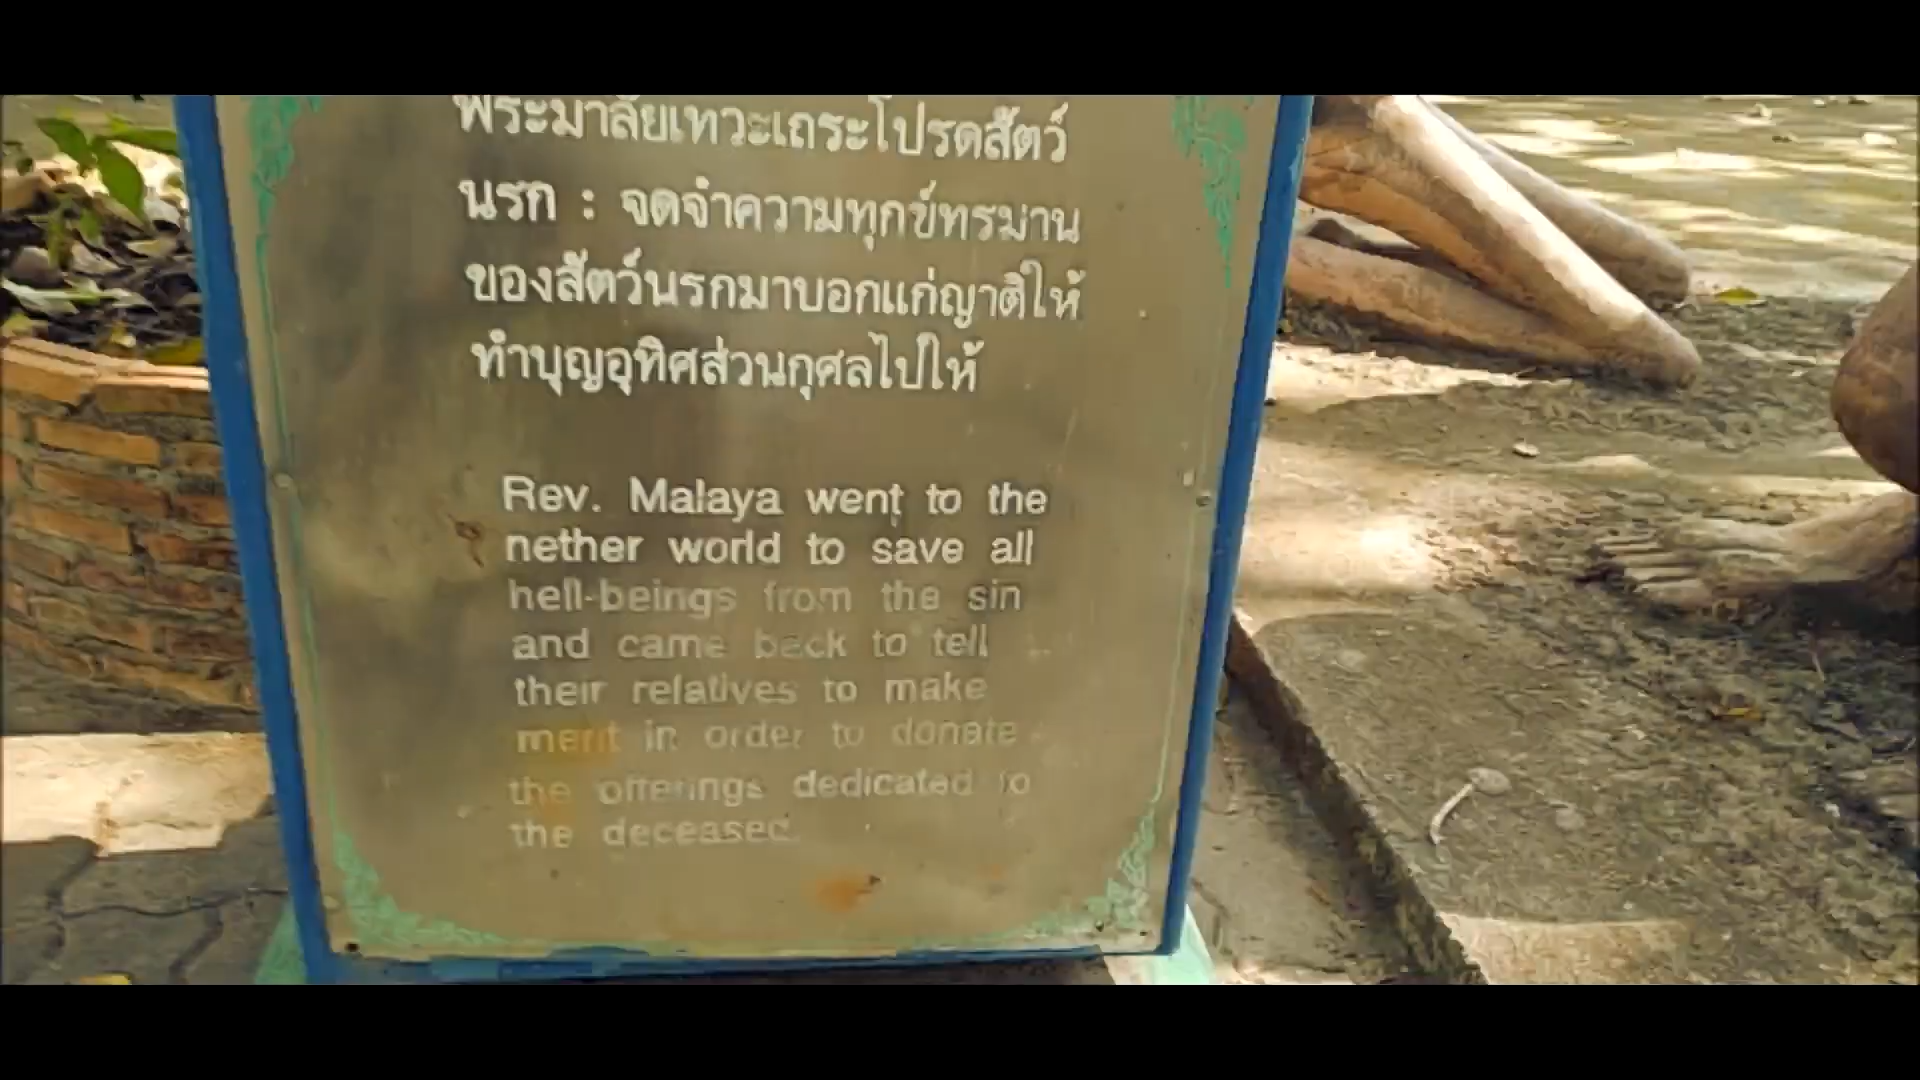 พระมาลัยเทวะเถระโปรดสัตว์
นรก : จดจำความทุกข์ทรมาน
ของสัตว์นรกมาบอกแก่ญาติให้
ทำบุญอุทิศส่วนกุศลไปให้
Rev. Malaya went to the
nether world to save all
hell-beings from the sin
and came back to tell
their relatives to make
merit in order to donate
the offerings dedicated to
the deceased.